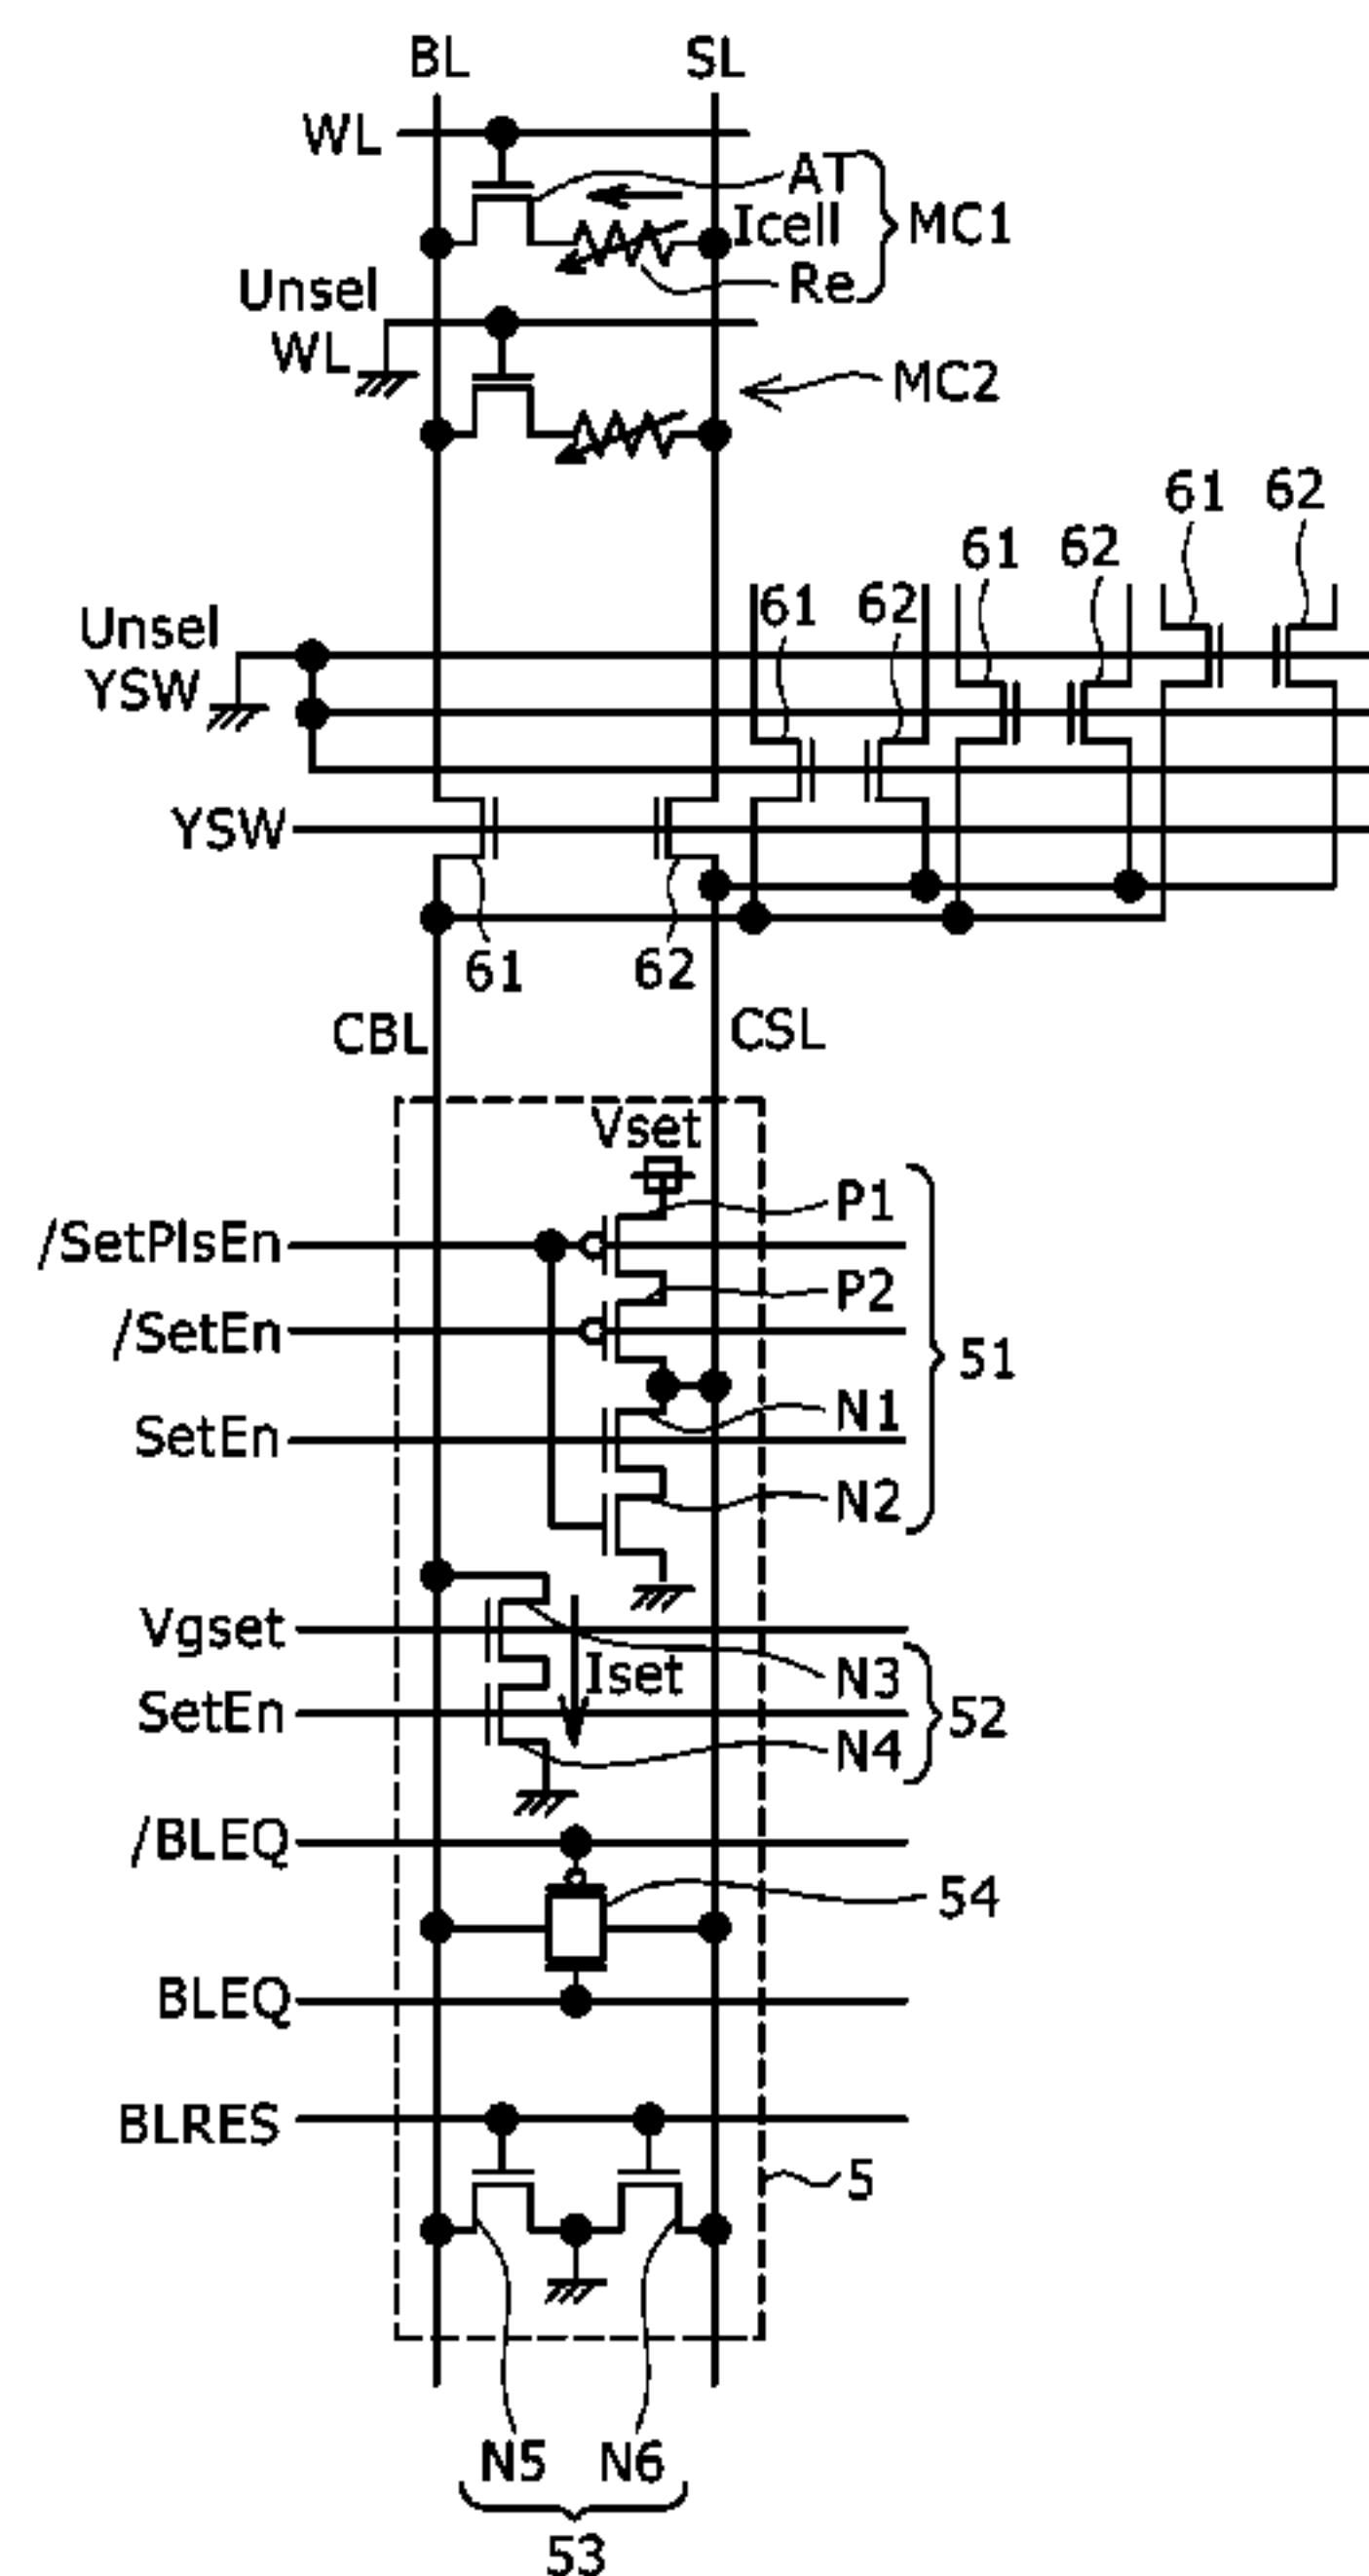 BL
SL
WL
AT
Icell
MC1
Re
Unsel
WL
MC2
61
62
61
62
61
62
Unsel
YSW
YSW
61
62
CBL
CSL
Vset
P1
/SetPlsEn
P2
/SetEn
51
N1
SetEn
N2
Vgset
Iset
N3
SetEn
52
N4
/BLEQ
54
BLEQ
BLRES
5
N5
N6
53